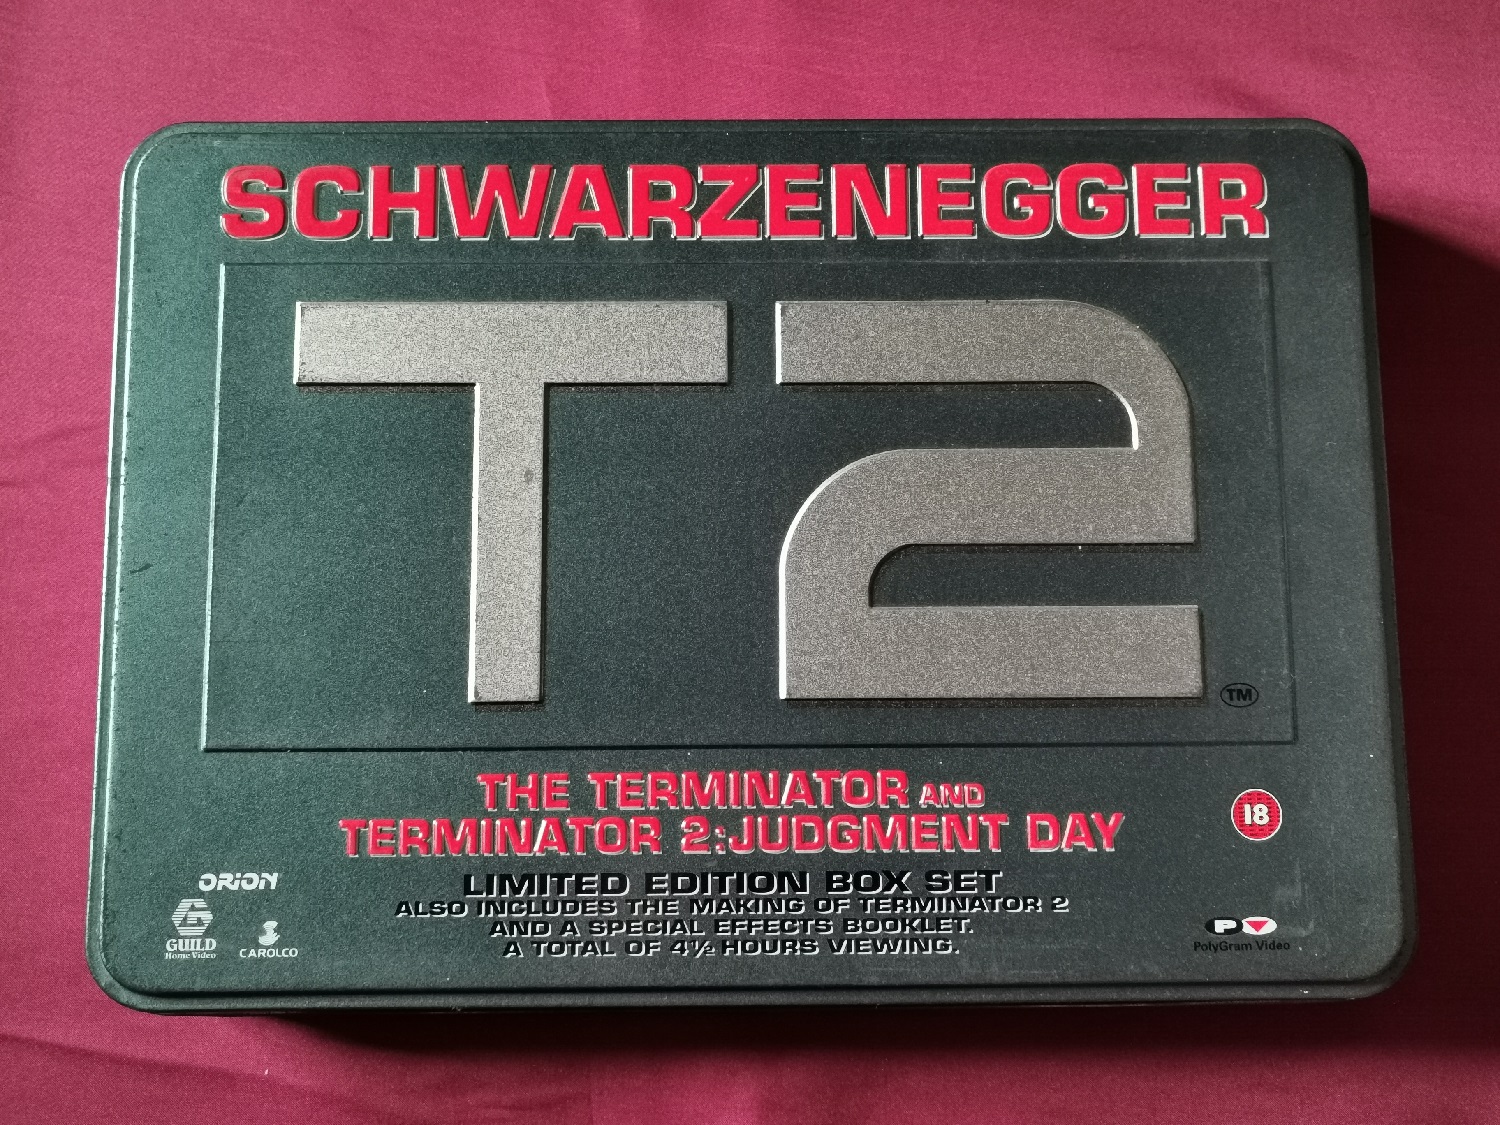 SCHWARZENEGGER
T2
TM
THE TERMINATOR AND
TERMINATOR 2:JUDGMENT DAY
18
LIMITED EDITION BOX SET
ALSO INCLUDES THE MAKING OF TERMINATOR 2
AND A SPECIAL EFFECTS BOOKLET.
A TOTAL OF 4½ HOURS VIEWING.
ORION
G
GUILD
Home Video
CAROLCO
P
PolyGram Video